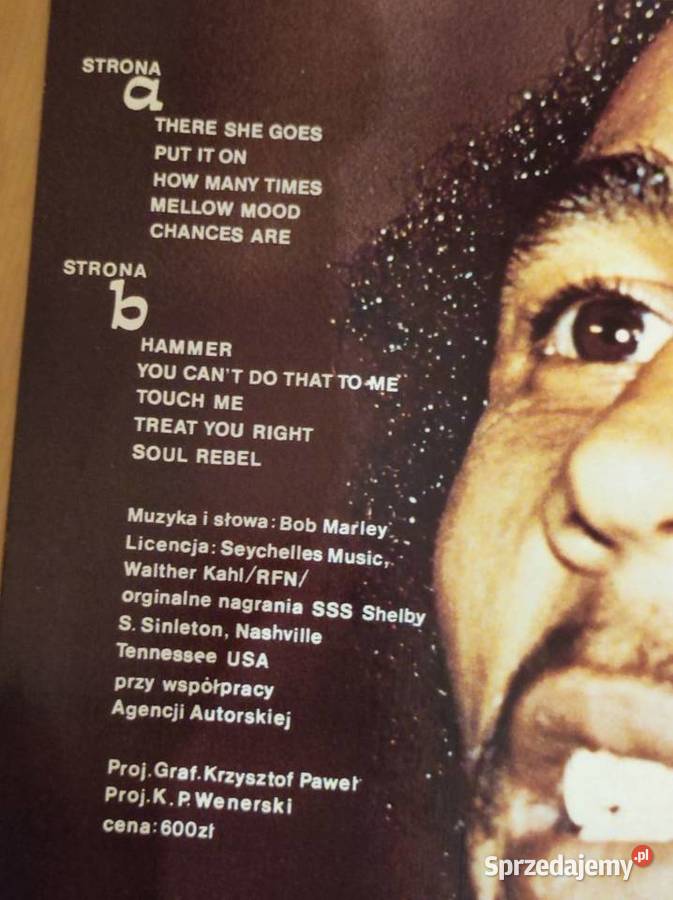 STRONA
a
THERE SHE GOES
PUT IT ON
HOW MANY TIMES
MELLOW MOOD
CHANCES ARE
STRONA
b
HAMMER
YOU CAN'T DO THAT TO ME
TOUCH ME
TREAT YOU RIGHT
SOUL REBEL
Muzyka i słowa: Bob Marley
Licencja: Seychelles Music,
Walther Kahl/RFN/
orginalne nagrania SSS Shelby
S. Sinleton, Nashville
Tennessee USA
przy współpracy
Agencji Autorskiej
Proj. Graf. Krzysztof Paweł
Proj. K. P. Wenerski
cena: 600zł
Sprzedajemy.pl